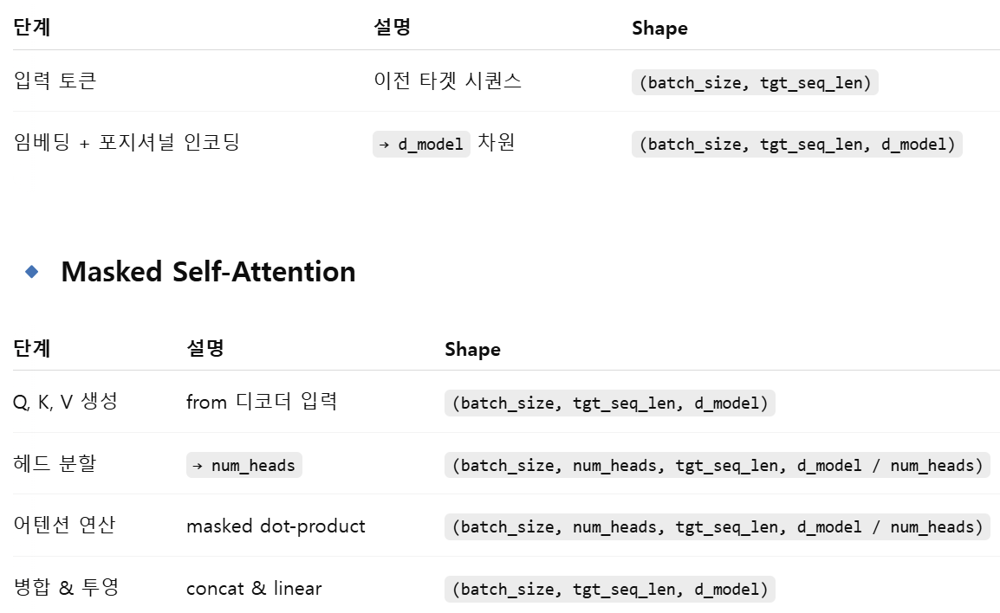 단계 설명 Shape
입력 토큰 이전 타겟 시퀀스 (batch_size, tgt_seq_len)
임베딩 + 포지셔널 인코딩 → d_model 차원 (batch_size, tgt_seq_len, d_model)
Masked Self-Attention
단계 설명 Shape
Q, K, V 생성 from 디코더 입력 (batch_size, tgt_seq_len, d_model)
헤드 분할 → num_heads (batch_size, num_heads, tgt_seq_len, d_model / num_heads)
어텐션 연산 masked dot-product (batch_size, num_heads, tgt_seq_len, d_model / num_heads)
병합 & 투영 concat & linear (batch_size, tgt_seq_len, d_model)